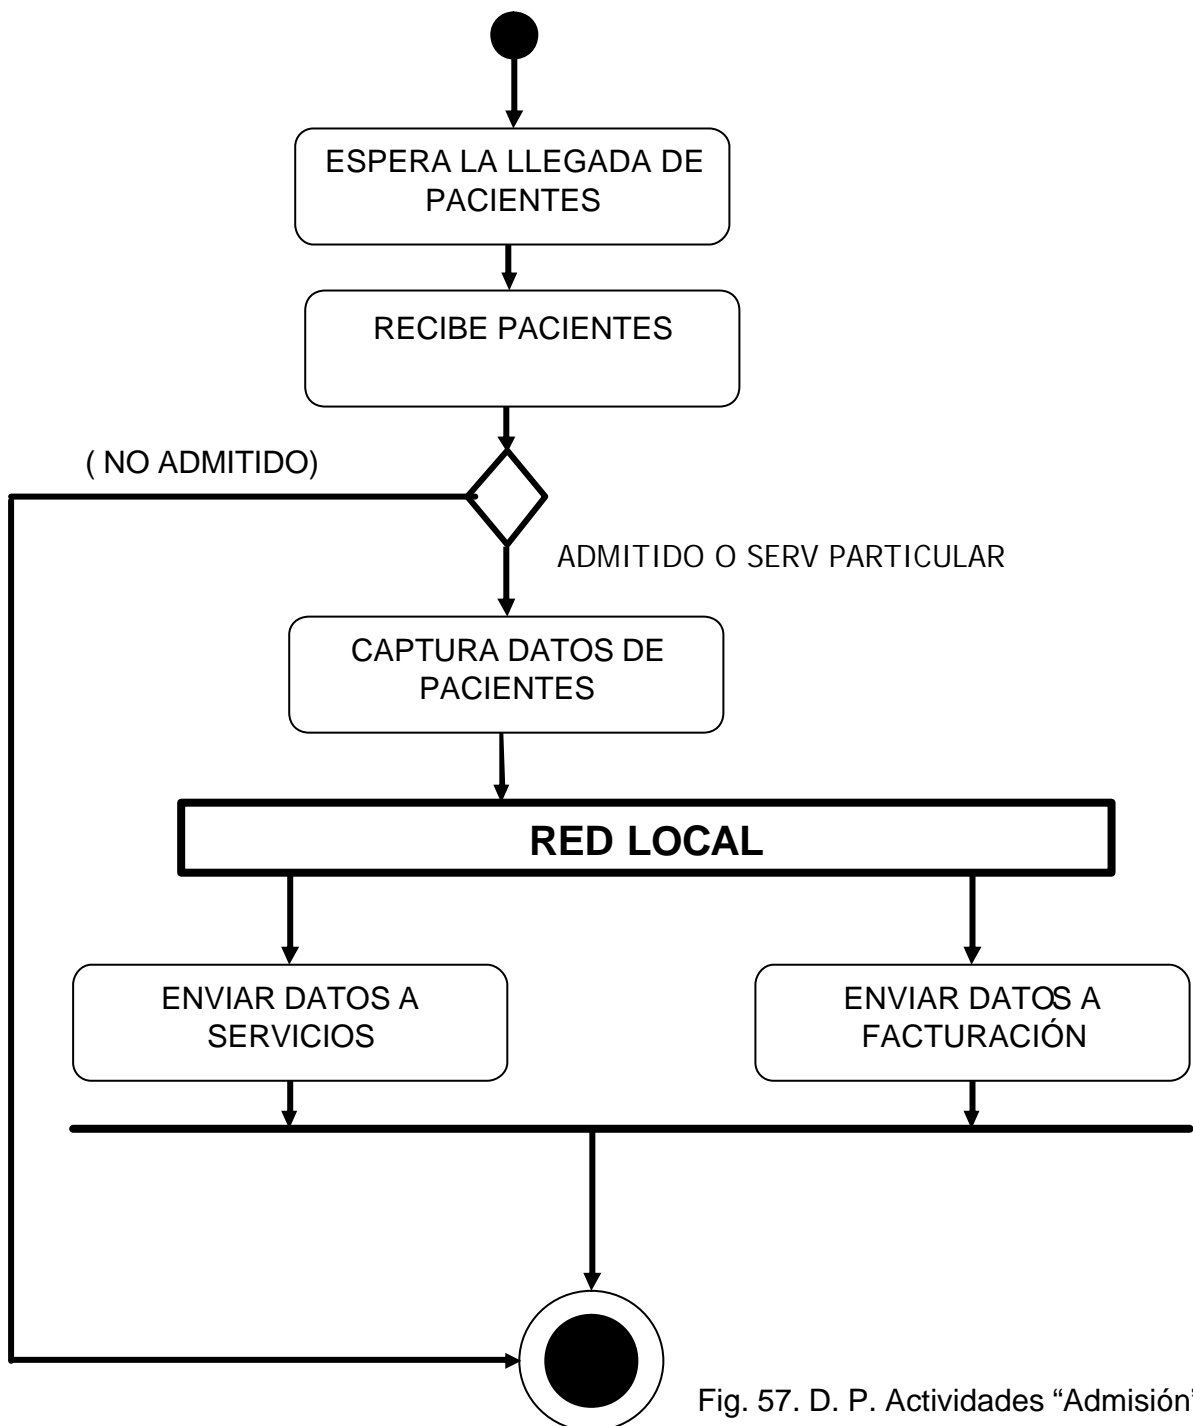 ESPERA LA LLEGADA DE
PACIENTES
RECIBE PACIENTES
( NO ADMITIDO)
ADMITIDO O SERV PARTICULAR
CAPTURA DATOS DE
PACIENTES
RED LOCAL
ENVIAR DATOS A
SERVICIOS
ENVIAR DATOS A
FACTURACIÓN
Fig. 57. D. P. Actividades “Admisión”